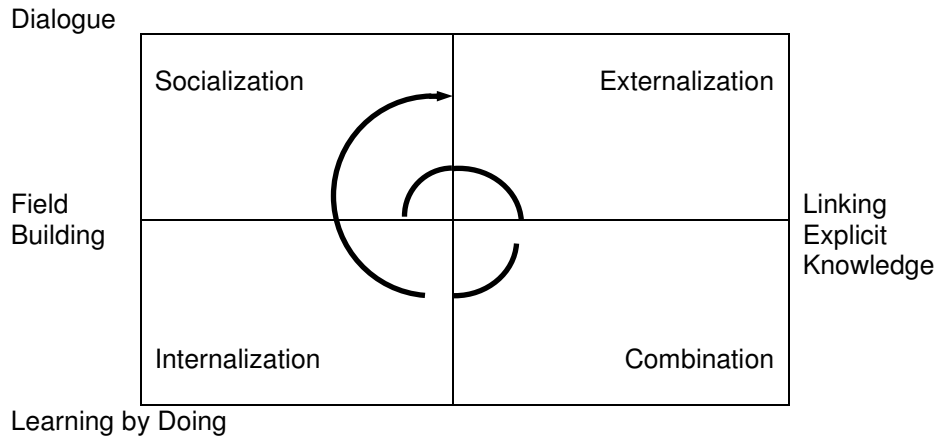 Dialogue
Socialization
Externalization
Field
Building
Linking
Explicit
Knowledge
Internalization
Combination
Learning by Doing